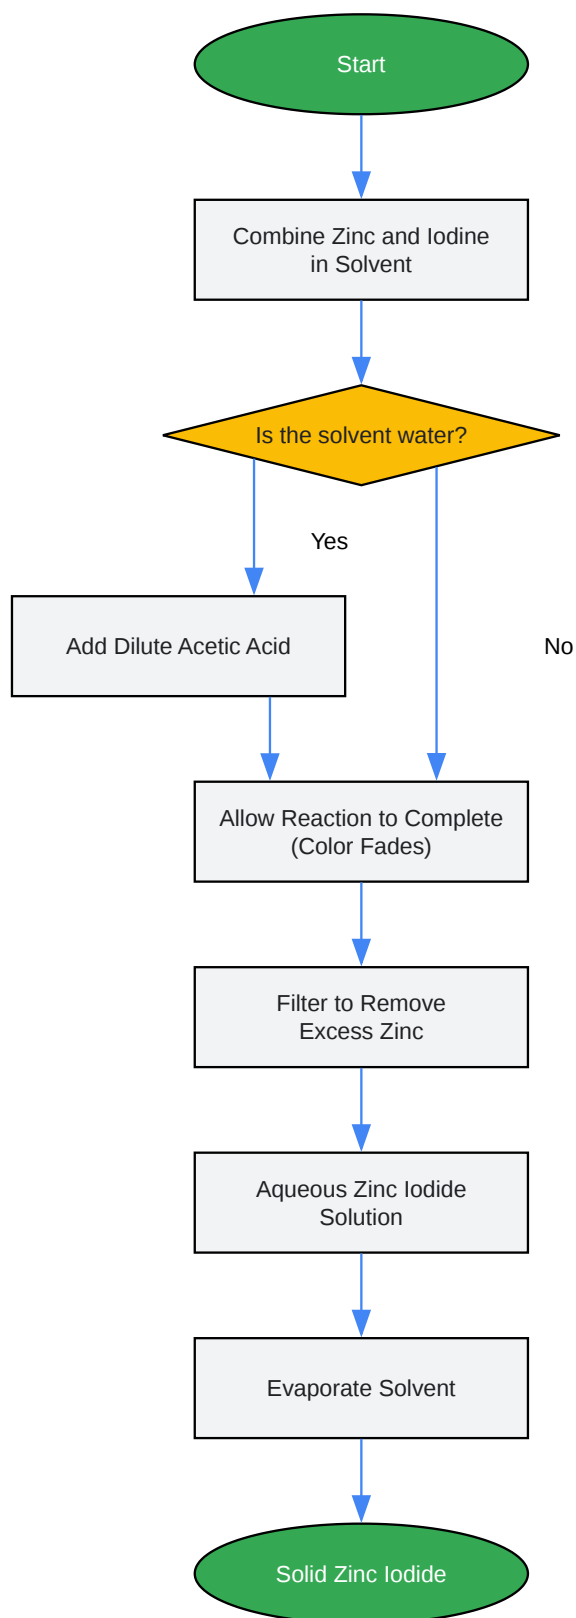 Start
Combine Zinc and Iodine
in Solvent
Is the solvent water?
Yes
Add Dilute Acetic Acid
No
Allow Reaction to Complete
(Color Fades)
Filter to Remove
Excess Zinc
Aqueous Zinc Iodide
Solution
Evaporate Solvent
Solid Zinc Iodide